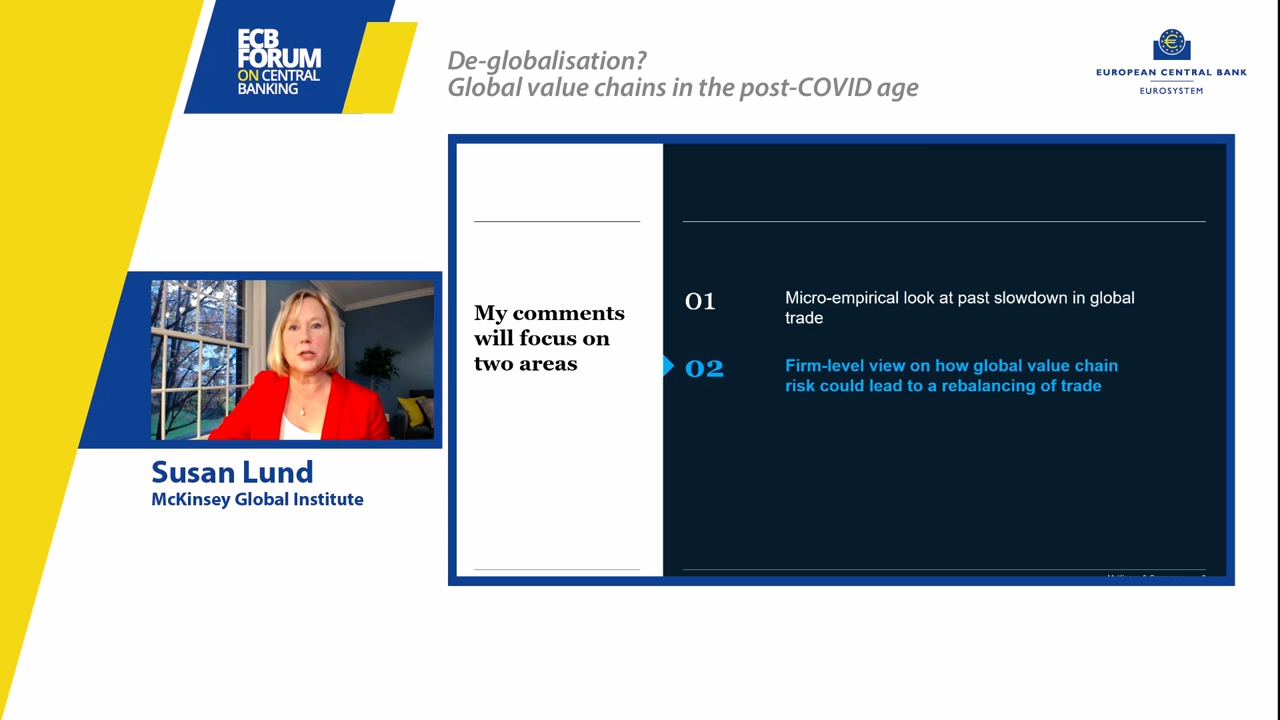 ECB
FORUM
ON CENTRAL
BANKING
De-globalisation?
Global value chains in the post-COVID age
EUROPEAN CENTRAL BANK
EUROSYSTEM
My comments
will focus on
two areas
01
Micro-empirical look at past slowdown in global
trade
02
Firm-level view on how global value chain
risk could lead to a rebalancing of trade
Susan Lund
McKinsey Global Institute